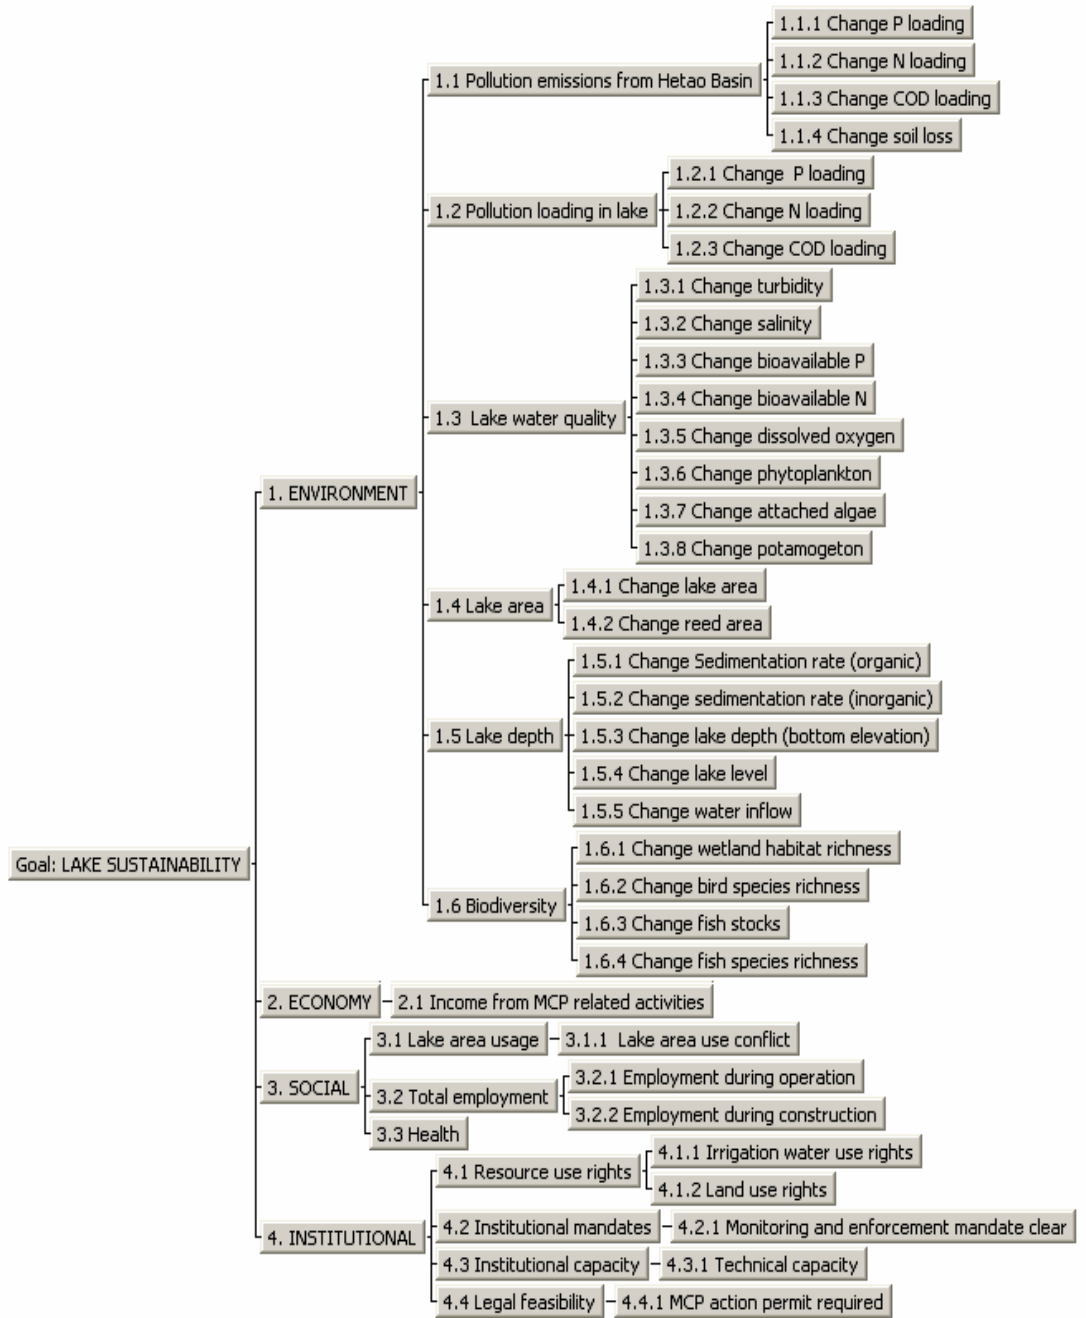 1.1.1 Change P loading
1.1.2 Change N loading
1.1 Pollution emissions from Hetao Basin
1.1.3 Change COD loading
1.1.4 Change soil loss
1.2.1 Change  P loading
1.2 Pollution loading in lake
1.2.2 Change N loading
1.2.3 Change COD loading
1.3.1 Change turbidity
1.3.2 Change salinity
1.3.3 Change bioavailable P
1.3.4 Change bioavailable N
1.3  Lake water quality
1.3.5 Change dissolved oxygen
1.3.6 Change phytoplankton
1. ENVIRONMENT
1.3.7 Change attached algae
1.3.8 Change potamogeton
1.4.1 Change lake area
1.4 Lake area
1.4.2 Change reed area
1.5.1 Change Sedimentation rate (organic)
1.5.2 Change sedimentation rate (inorganic)
1.5 Lake depth
1.5.3 Change lake depth (bottom elevation)
1.5.4 Change lake level
1.5.5 Change water inflow
1.6.1 Change wetland habitat richness
Goal: LAKE SUSTAINABILITY
1.6.2 Change bird species richness
1.6 Biodiversity
1.6.3 Change fish stocks
1.6.4 Change fish species richness
2. ECONOMY
2.1 Income from MCP related activities
3.1 Lake area usage
3.1.1  Lake area use conflict
3.2.1 Employment during operation
3. SOCIAL
3.2 Total employment
3.2.2 Employment during construction
3.3 Health
4.1.1 Irrigation water use rights
4.1 Resource use rights
4.1.2 Land use rights
4.2 Institutional mandates
4.2.1 Monitoring and enforcement mandate clear
4. INSTITUTIONAL
4.3 Institutional capacity
4.3.1 Technical capacity
4.4 Legal feasibility
4.4.1 MCP action permit required